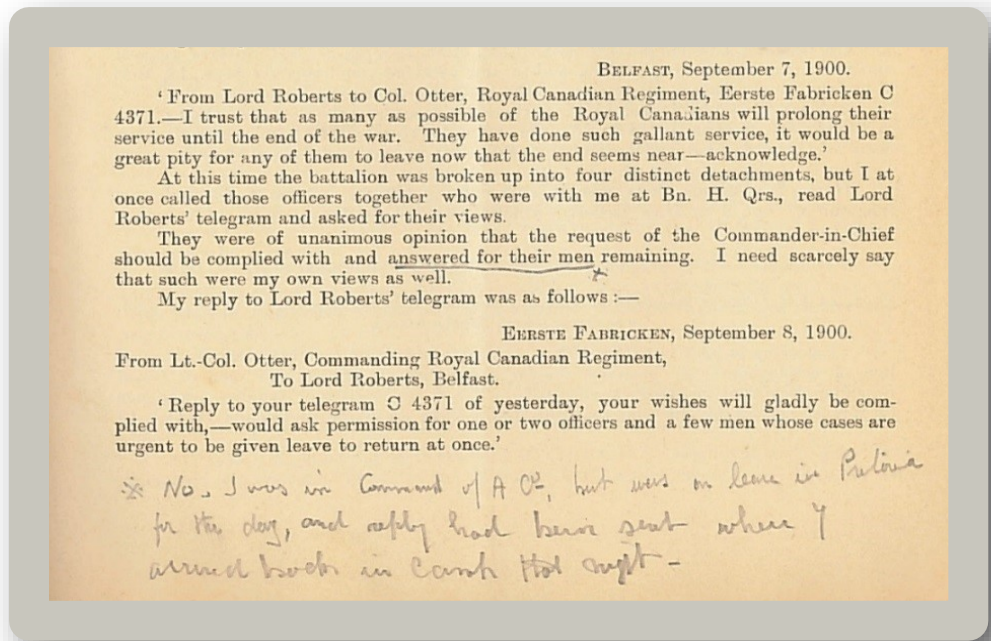 BELFAST, September 7, 1900.
‘ From Lord Roberts to Col. Otter, Royal Canadian Regiment, Eerste Fabricken C
4371.—I trust that as many as possible of the Royal Canadians will prolong their
service until the end of the war. They have done such gallant service, it would be a
great pity for any of them to leave now that the end seems near—acknowledge.’
At this time the battalion was broken up into four distinct detachments, but I at
once called those officers together who were with me at Bn. H. Qrs., read Lord
Roberts’ telegram and asked for their views.
They were of unanimous opinion that the request of the Commander-in-Chief
should be complied with and answered for their men remaining. I need scarcely say
that such were my own views as well.
My reply to Lord Roberts’ telegram was as follows :—
EERSTE FABRICKEN, September 8, 1900.
From Lt.-Col. Otter, Commanding Royal Canadian Regiment,
To Lord Roberts, Belfast.
‘ Reply to your telegram C 4371 of yesterday, your wishes will gladly be com-
plied with,—would ask permission for one or two officers and a few men whose cases are
urgent to be given leave to return at once.’
※ No. I was in Command of A Co., but was on leave in Pretoria
for the day, and reply had been sent when I
arrived back in Camp that night -